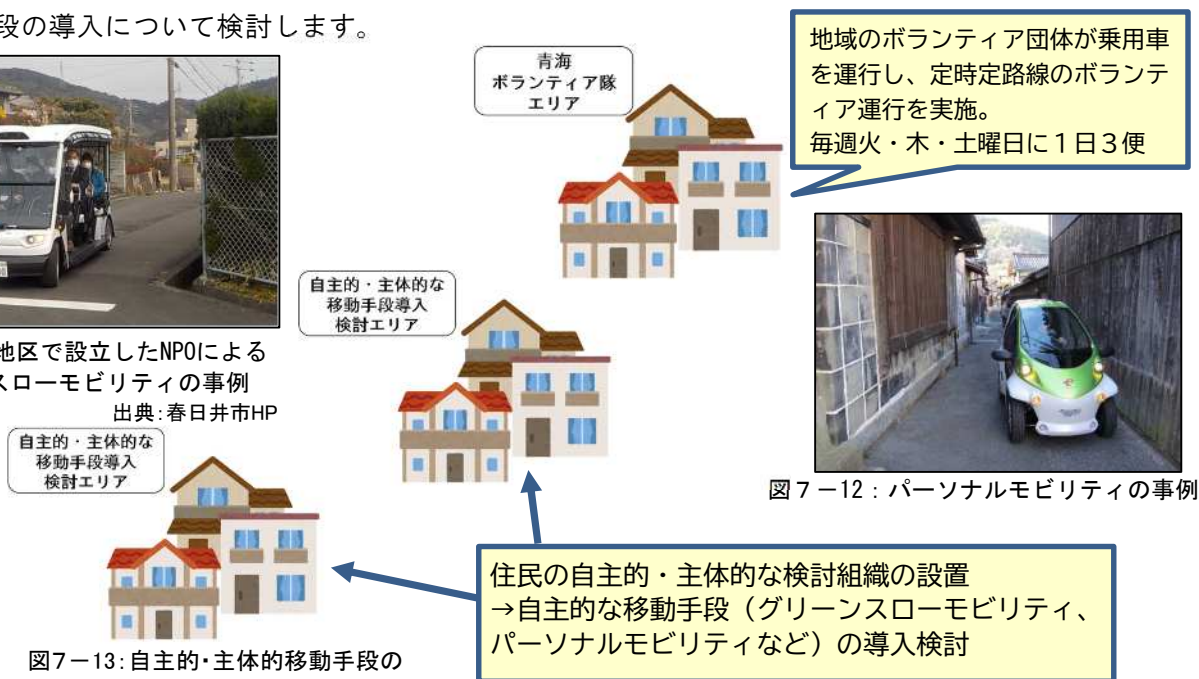 段の導入について検討します。
青海
ボランティア隊
エリア
地域のボランティア団体が乗用車
を運行し、定時定路線のボランテ
ィア運行を実施。
毎週火・木・土曜日に１日３便
自主的・主体的な
移動手段導入
検討エリア
地区で設立したNPOによる
スローモビリティの事例
出典：春日井市HP
自主的・主体的な
移動手段導入
検討エリア
図７－12：パーソナルモビリティの事例
住民の自主的・主体的な検討組織の設置
→自主的な移動手段（グリーンスローモビリティ、
パーソナルモビリティなど）の導入検討
図7－13：自主的・主体的移動手段の